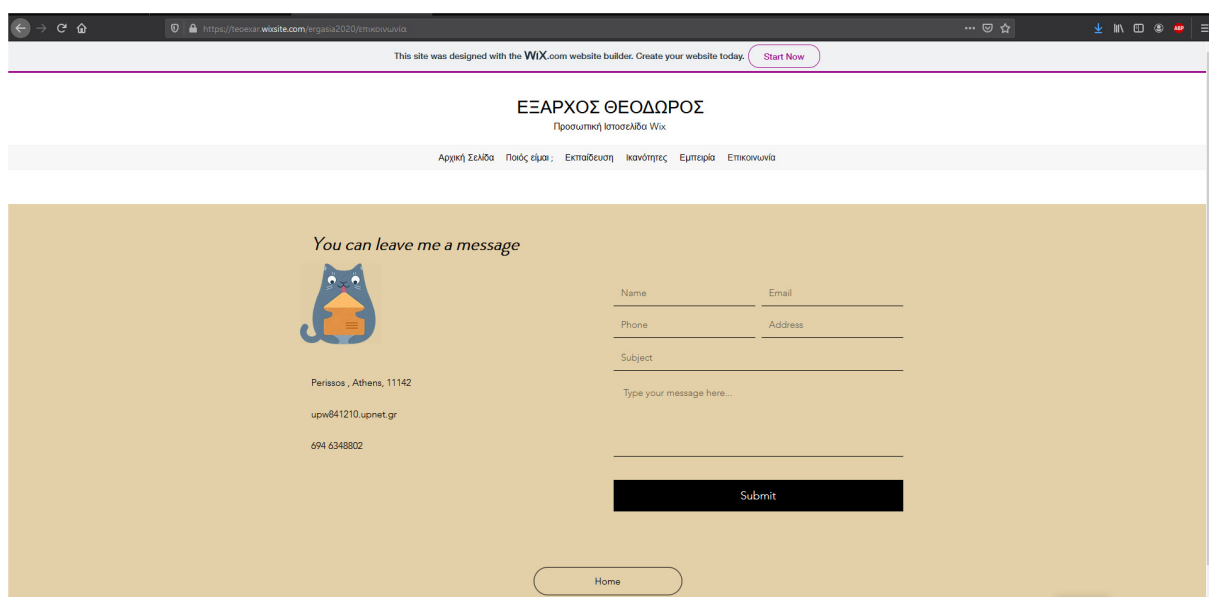 https://teoexar.wixsite.com/ergasia2020/επικοινωνία
ABP
This site was designed with the WiX.com website builder. Create your website today. Start Now
ΕΞΑΡΧΟΣ ΘΕΟΔΩΡΟΣ
Προσωπική Ιστοσελίδα Wix
Αρχική Σελίδα Ποιός είμαι ; Εκπαίδευση Ικανότητες Εμπειρία Επικοινωνία
You can leave me a message
Name Email
Phone Address
Subject
Type your message here...
Perissos , Athens, 11142
upw841210.upnet.gr
694 6348802
Submit
Home